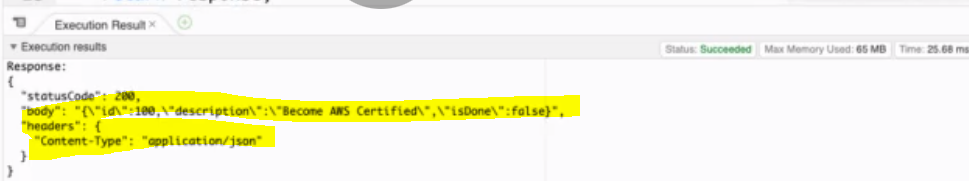 Execution Result ×
▼ Execution results
Status: Succeeded Max Memory Used: 65 MB Time: 25.68 ms
Response:
{
"statusCode": 200,
"body": "{\"id\":100,\"description\":\"Become AWS Certified\",\"isDone\":false}",
"headers": {
"Content-Type": "application/json"
}
}